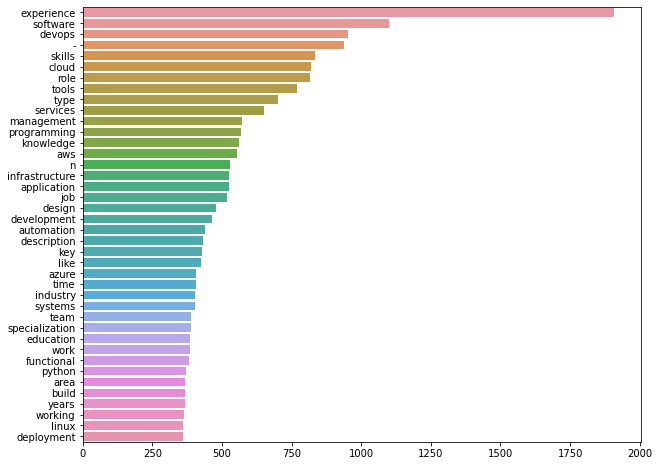 experience
software
devops
-
skills
cloud
role
tools
type
services
management
programming
knowledge
aws
n
infrastructure
application
job
design
development
automation
description
key
like
azure
time
industry
systems
team
specialization
education
work
functional
python
area
build
years
working
linux
deployment
0 250 500 750 1000 1250 1500 1750 2000